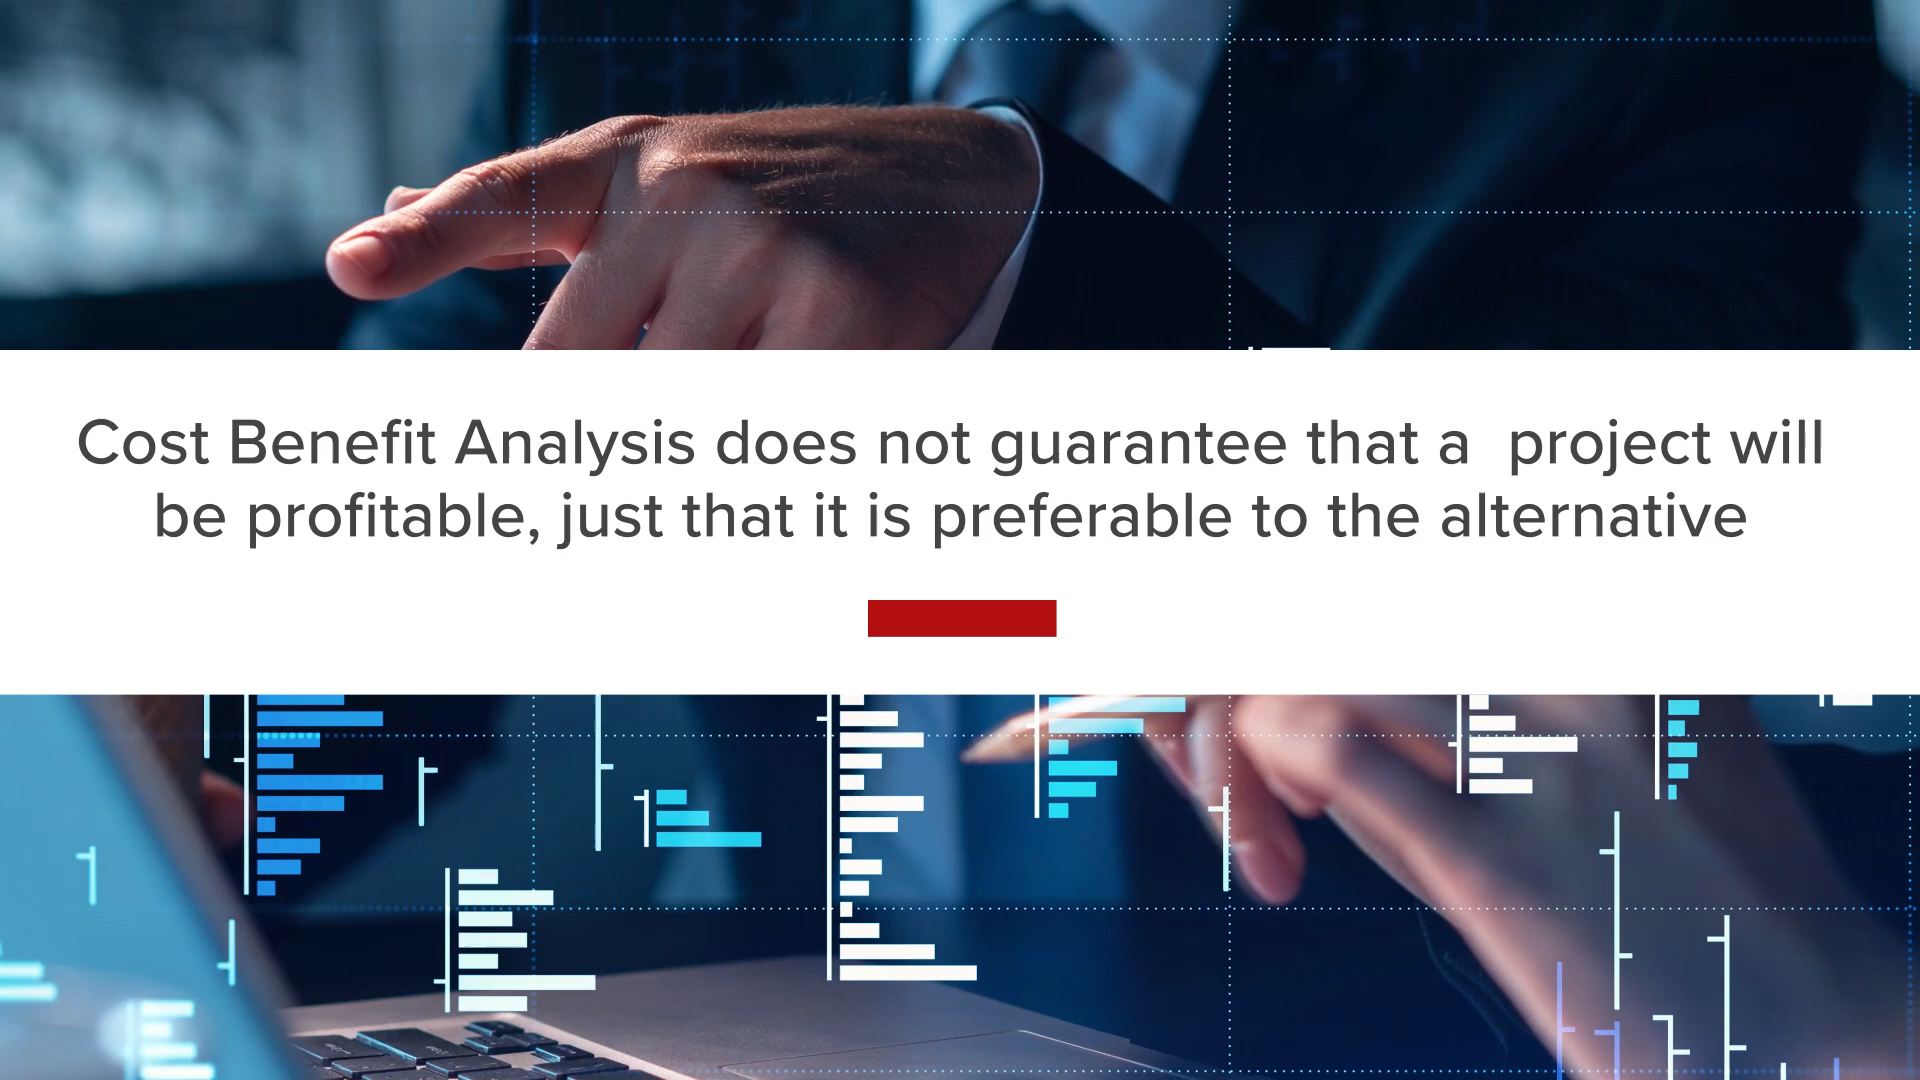 Cost Benefit Analysis does not guarantee that a  project will
be profitable, just that it is preferable to the alternative